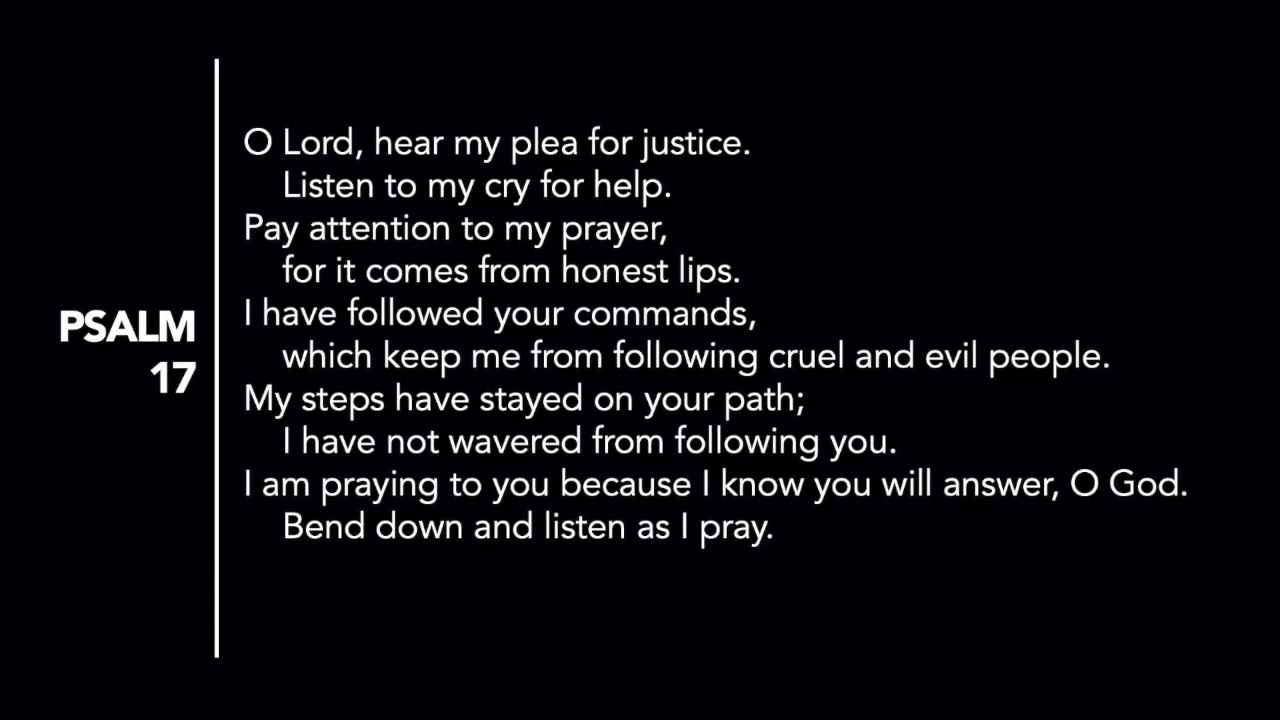 PSALM
17
O Lord, hear my plea for justice.
Listen to my cry for help.
Pay attention to my prayer,
for it comes from honest lips.
I have followed your commands,
which keep me from following cruel and evil people.
My steps have stayed on your path;
I have not wavered from following you.
I am praying to you because I know you will answer, O God.
Bend down and listen as I pray.